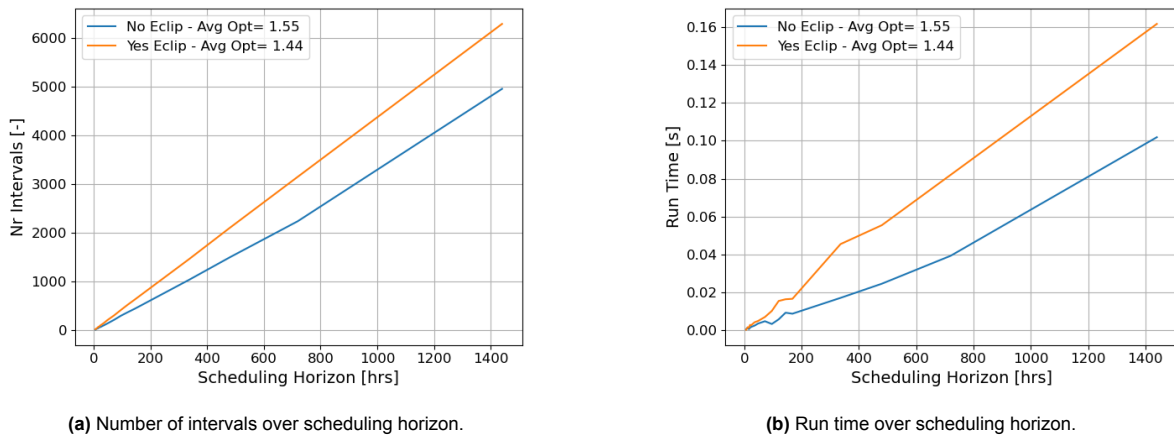 No Eclip - Avg Opt= 1.55
Yes Eclip - Avg Opt= 1.44
6000
5000
4000
3000
2000
1000
0
Nr Intervals [-]
0 200 400 600 800 1000 1200 1400
Scheduling Horizon [hrs]
(a) Number of intervals over scheduling horizon.
No Eclip - Avg Opt= 1.55
Yes Eclip - Avg Opt= 1.44
0.16
0.14
0.12
0.10
0.08
0.06
0.04
0.02
0.00
Run Time [s]
0 200 400 600 800 1000 1200 1400
Scheduling Horizon [hrs]
(b) Run time over scheduling horizon.